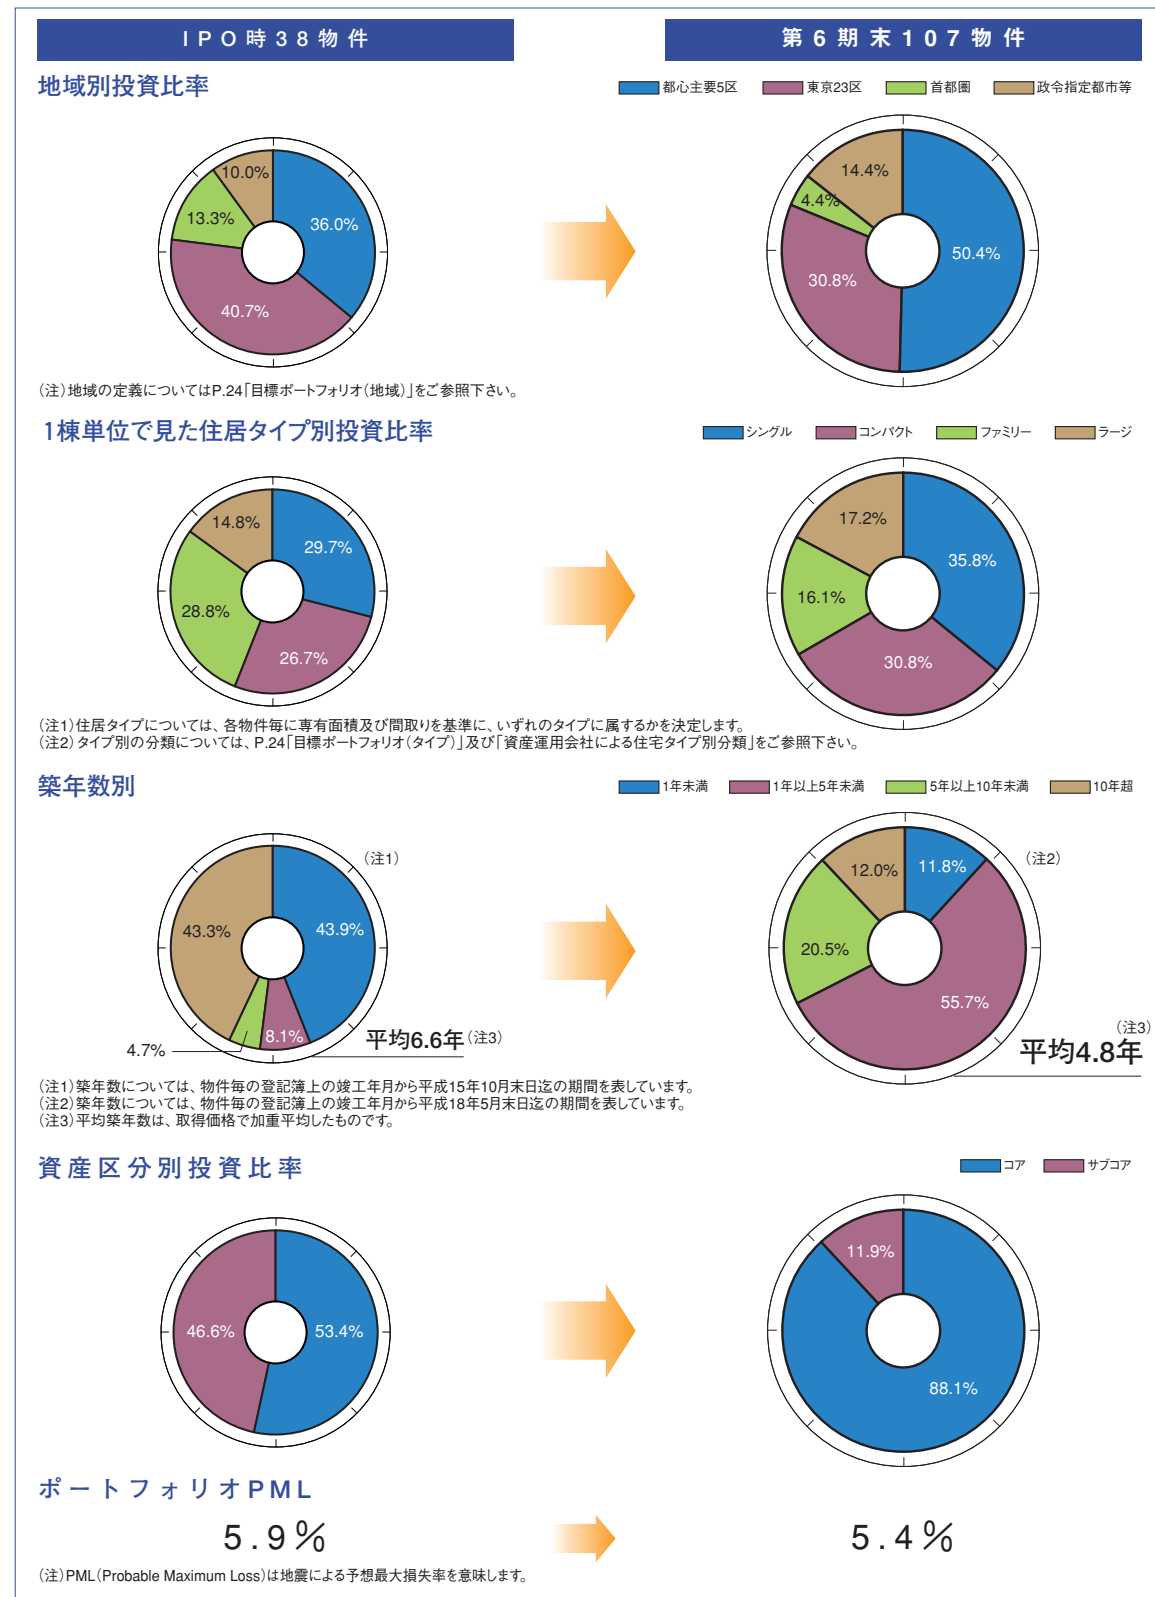 IPO時38物件
第6期末107物件
地域別投資比率
都心主要5区 東京23区 首都圏 政令指定都市等
10.0%
36.0%
13.3%
40.7%
14.4%
4.4%
50.4%
30.8%
(注)地域の定義についてはP.24「目標ポートフォリオ(地域)」をご参照下さい。
1棟単位で見た住居タイプ別投資比率
シングル コンパクト ファミリー ラージ
14.8%
29.7%
28.8%
26.7%
17.2%
35.8%
16.1%
30.8%
(注1)住居タイプについては、各物件毎に専有面積及び間取りを基準に、いずれのタイプに属するかを決定します。
(注2)タイプ別の分類については、P.24「目標ポートフォリオ(タイプ)」及び「資産運用会社による住宅タイプ別分類」をご参照下さい。
築年数別
1年未満 1年以上5年未満 5年以上10年未満 10年超
(注1)
43.3%
43.9%
8.1%
4.7%
平均6.6年(注3)
(注2)
12.0%
11.8%
20.5%
55.7%
(注3)
平均4.8年
(注1)築年数については、物件毎の登記簿上の竣工年月から平成15年10月末日迄の期間を表しています。
(注2)築年数については、物件毎の登記簿上の竣工年月から平成18年5月末日迄の期間を表しています。
(注3)平均築年数は、取得価格で加重平均したものです。
資産区分別投資比率
コア サブコア
46.6%
53.4%
11.9%
88.1%
ポートフォリオPML
5.9%
5.4%
(注)PML(Probable Maximum Loss)は地震による予想最大損失率を意味します。